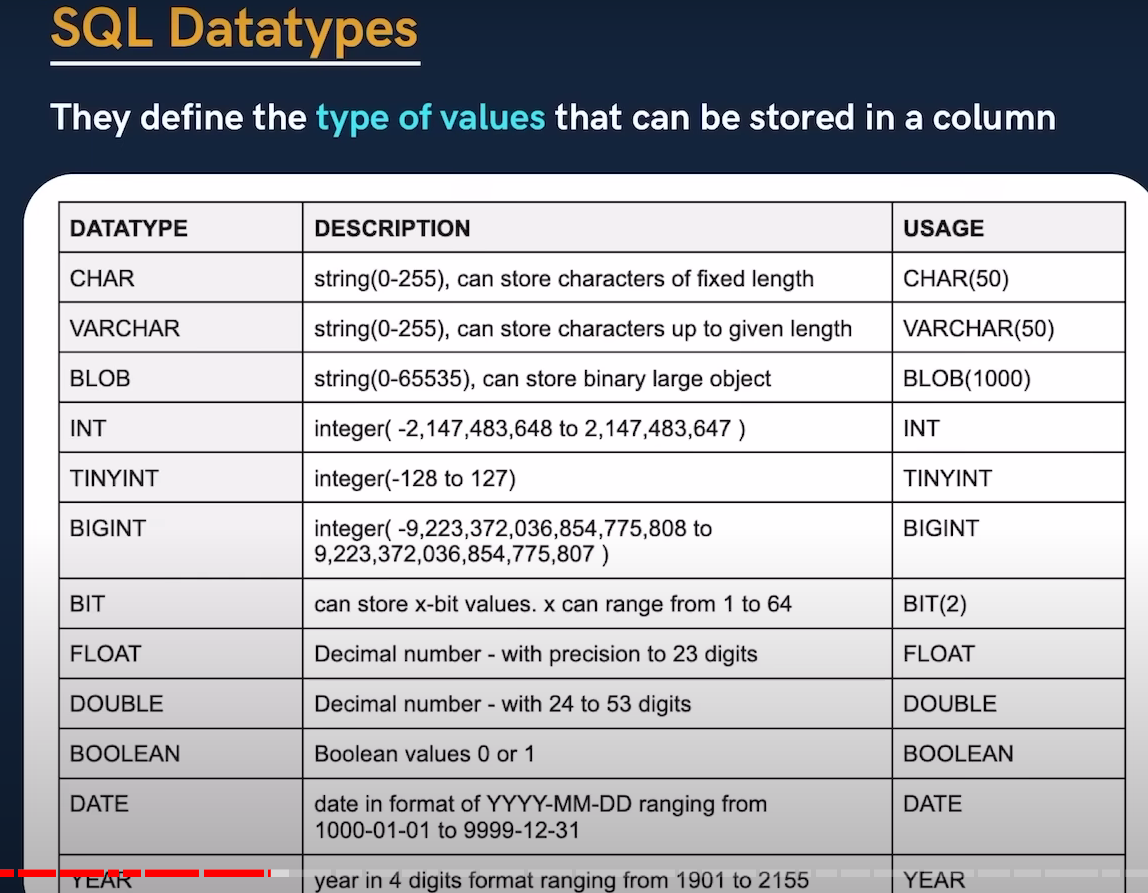 SQL Datatypes
They define the type of values that can be stored in a column
DATATYPE DESCRIPTION USAGE
CHAR string(0-255), can store characters of fixed length CHAR(50)
VARCHAR string(0-255), can store characters up to given length VARCHAR(50)
BLOB string(0-65535), can store binary large object BLOB(1000)
INT integer( -2,147,483,648 to 2,147,483,647 ) INT
TINYINT integer(-128 to 127) TINYINT
BIGINT integer( -9,223,372,036,854,775,808 to BIGINT
9,223,372,036,854,775,807 )
BIT can store x-bit values. x can range from 1 to 64 BIT(2)
FLOAT Decimal number - with precision to 23 digits FLOAT
DOUBLE Decimal number - with 24 to 53 digits DOUBLE
BOOLEAN Boolean values 0 or 1 BOOLEAN
DATE date in format of YYYY-MM-DD ranging from DATE
1000-01-01 to 9999-12-31
YEAR year in 4 digits format ranging from 1901 to 2155 YEAR